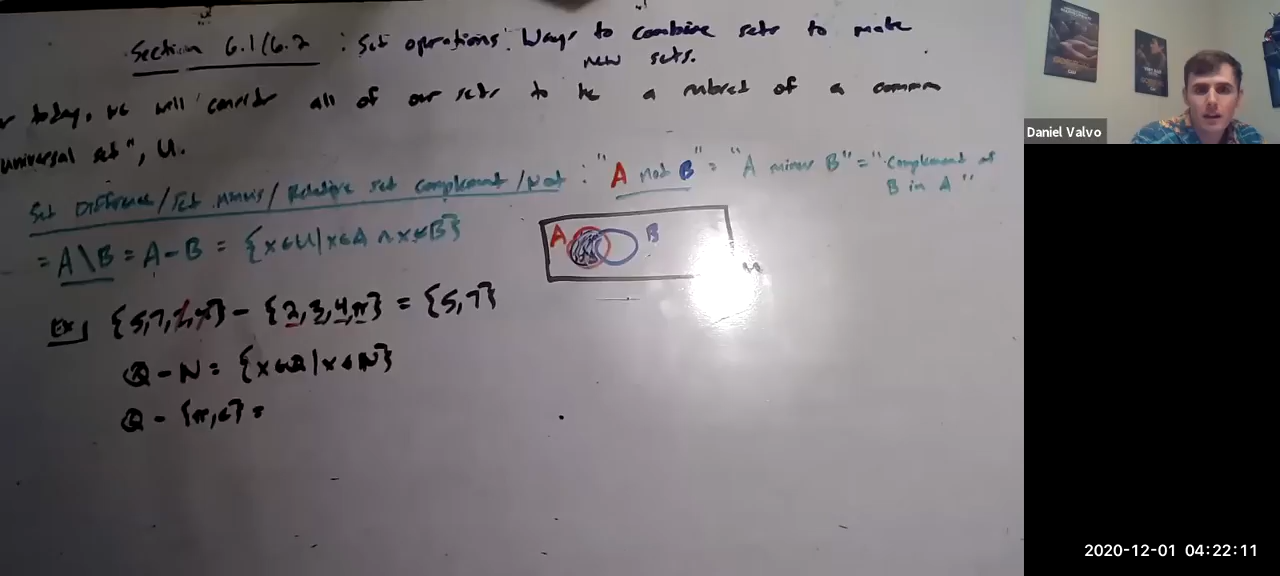 Section 6.1/6.2 : Set operations: Ways to combine sets to make
new sets.
r today, we will consider all of our sets to be a subset of a common
universal set", U.
Set Difference/Set Minus/Relative set complement/Not : "A not B" = "A minus B" = "Complement of
B in A"
= A\B = A-B = {x∈U|x∈A ∧ x∉B}
A B
U
Ex) {5,7,2,π} - {2,3,4,π} = {5,7}
Q - N = {x∈Q|x∉N}
Q - {π,e} =
Daniel Valvo
2020-12-01 04:22:11